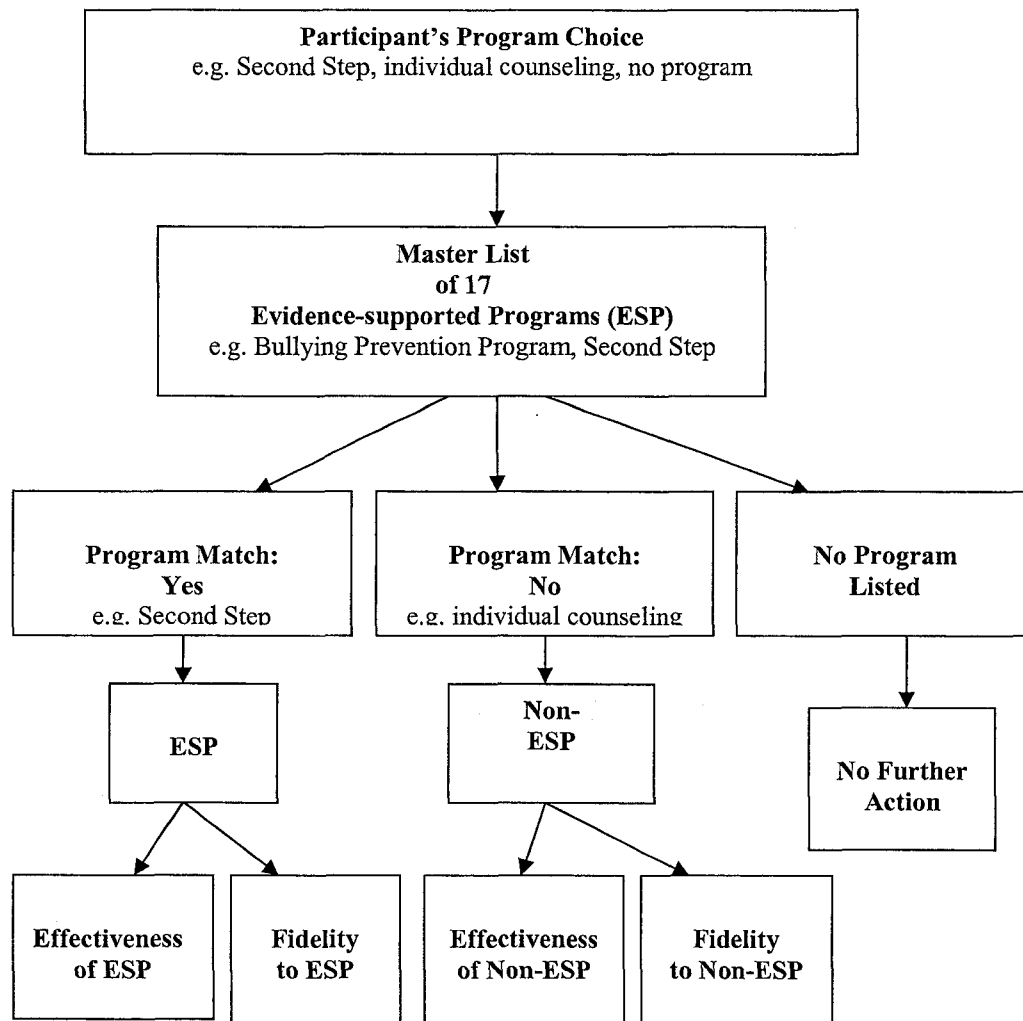 Participant's Program Choice
e.g. Second Step, individual counseling, no program
Master List
of 17
Evidence-supported Programs (ESP)
e.g. Bullying Prevention Program, Second Step
Program Match:
Yes
e.g. Second Step
Program Match:
No
e.g. individual counseling
No Program
Listed
ESP
Non-
ESP
No Further
Action
Effectiveness
of ESP
Fidelity
to ESP
Effectiveness
of Non-ESP
Fidelity
to Non-ESP